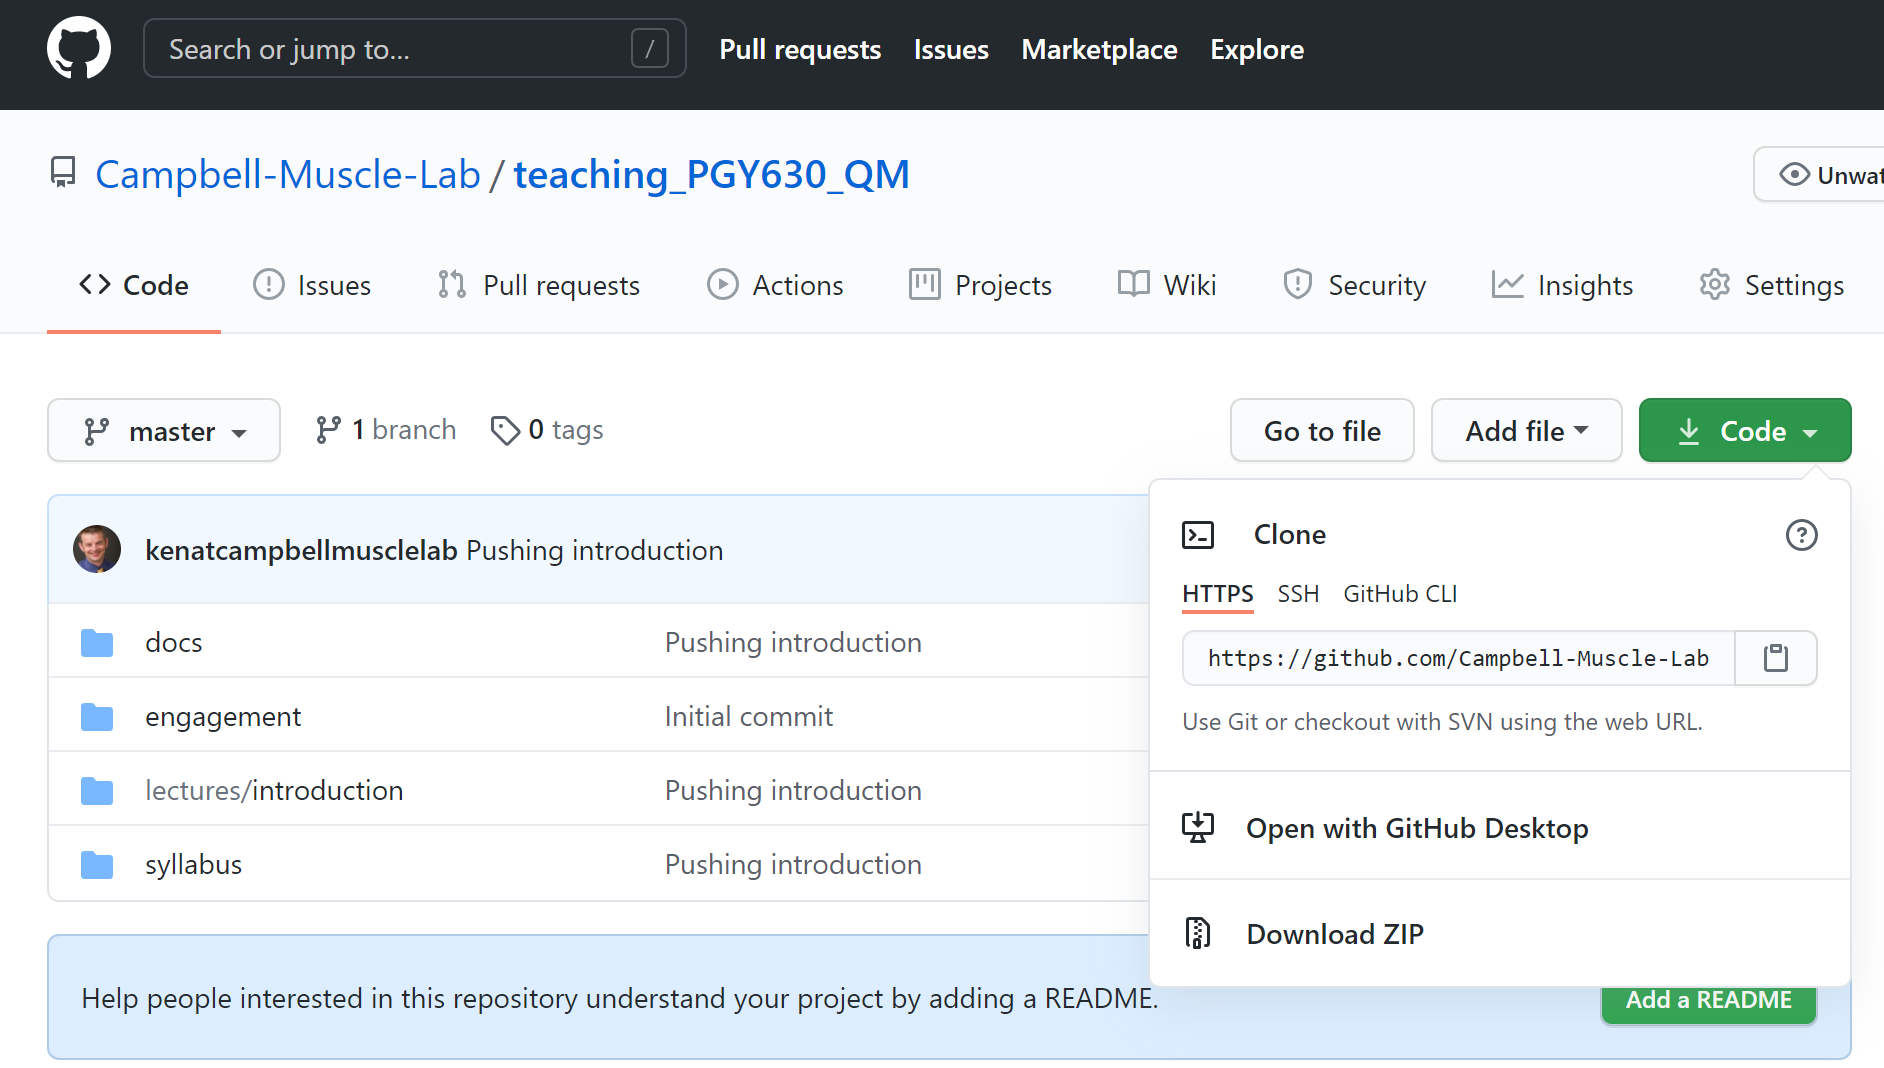 Search or jump to... / Pull requests Issues Marketplace Explore
Campbell-Muscle-Lab / teaching_PGY630_QM
Unwat
Code Issues Pull requests Actions Projects Wiki Security Insights Settings
master 1 branch 0 tags Go to file Add file Code
kenatcampbellmusclelab Pushing introduction
docs Pushing introduction
engagement Initial commit
lectures/introduction Pushing introduction
syllabus Pushing introduction
Clone
HTTPS SSH GitHub CLI
https://github.com/Campbell-Muscle-Lab
Use Git or checkout with SVN using the web URL.
Open with GitHub Desktop
Download ZIP
Help people interested in this repository understand your project by adding a README.
Add a README